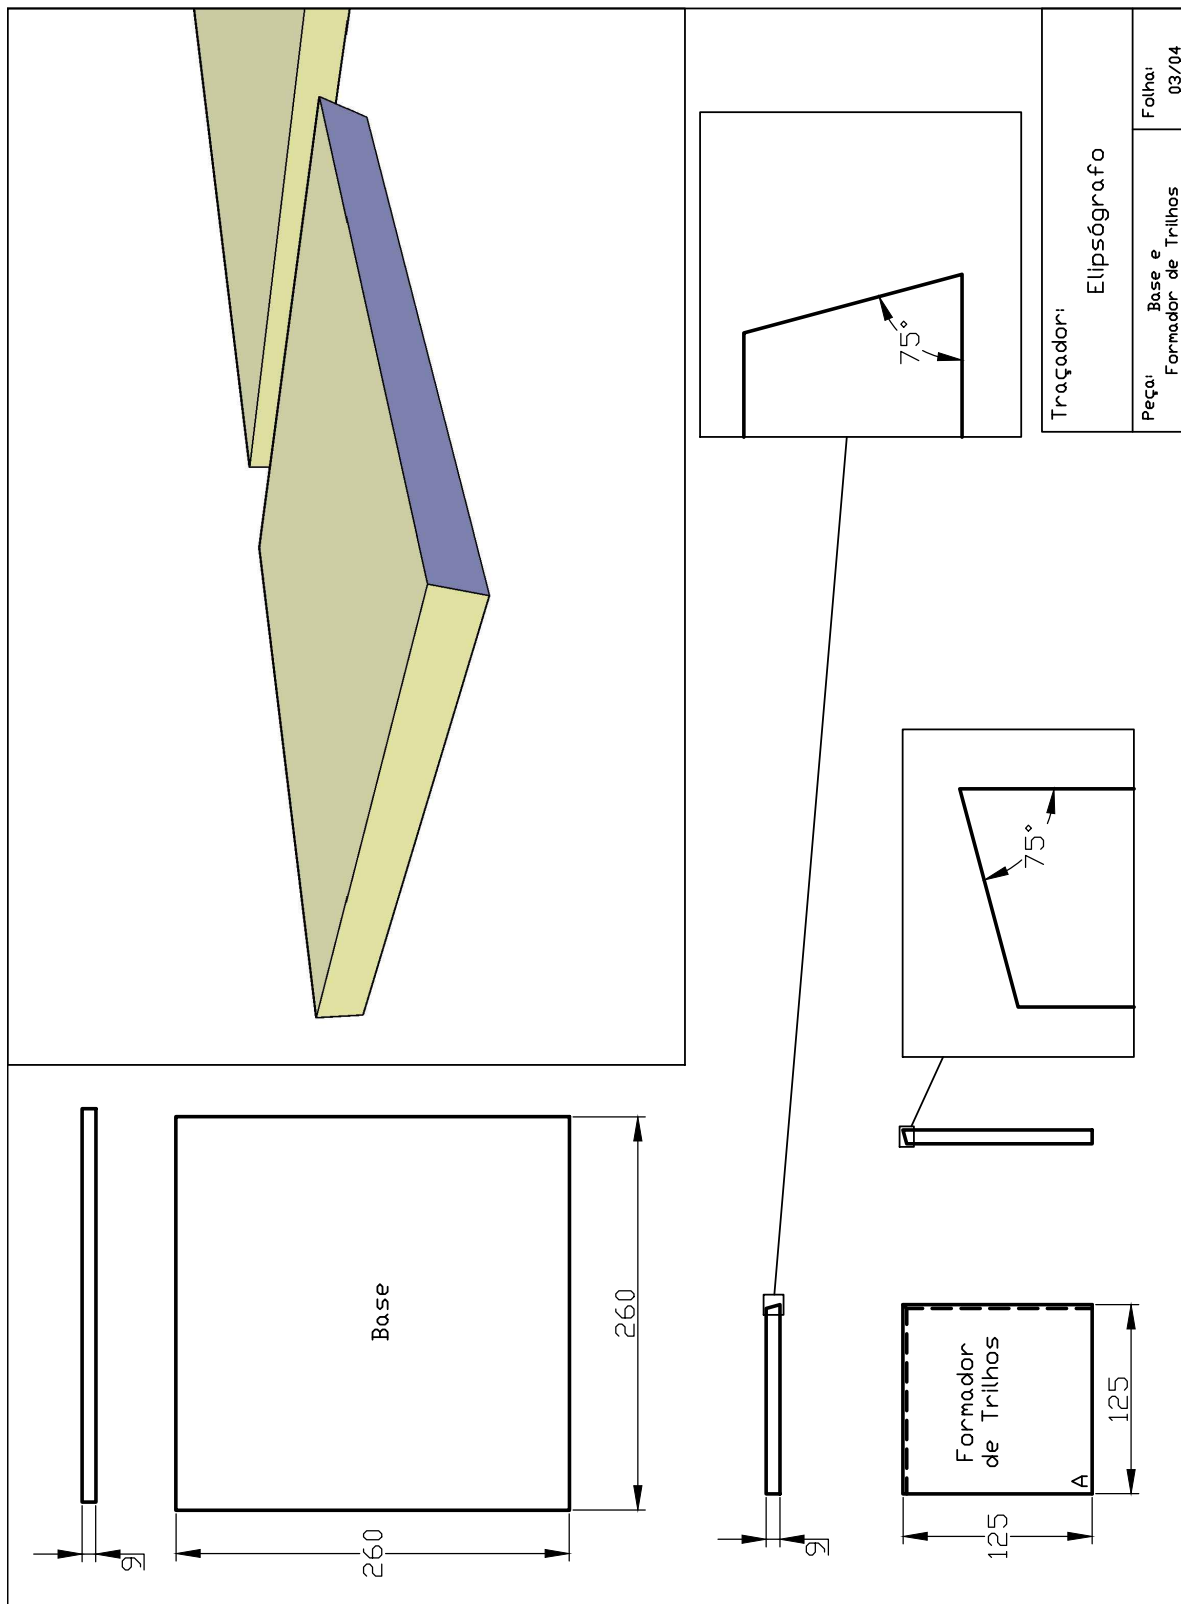 9
260
Base
260
9
125
Formador
de Trilhos
A
125
75°
75°
Traçador:
Elipsógrafo
Peça: Base e
Formador de Trilhos
Folha:
03/04